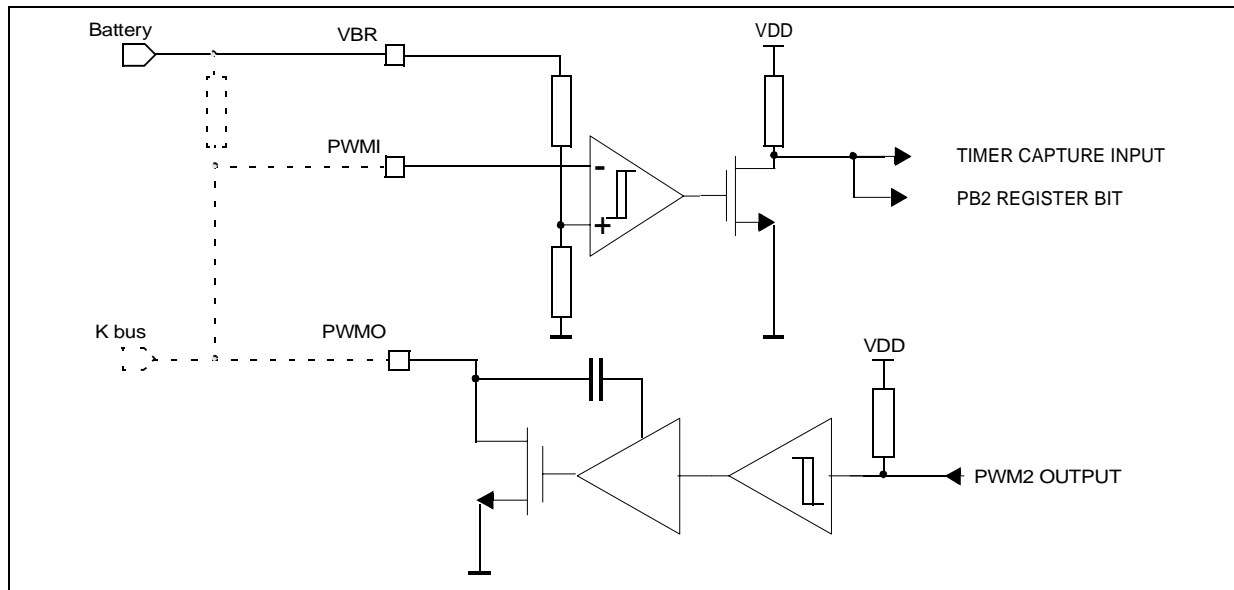 Battery
VBR
VDD
PWMI
-
+
TIMER CAPTURE INPUT
PB2 REGISTER BIT
K bus
PWMO
VDD
PWM2 OUTPUT